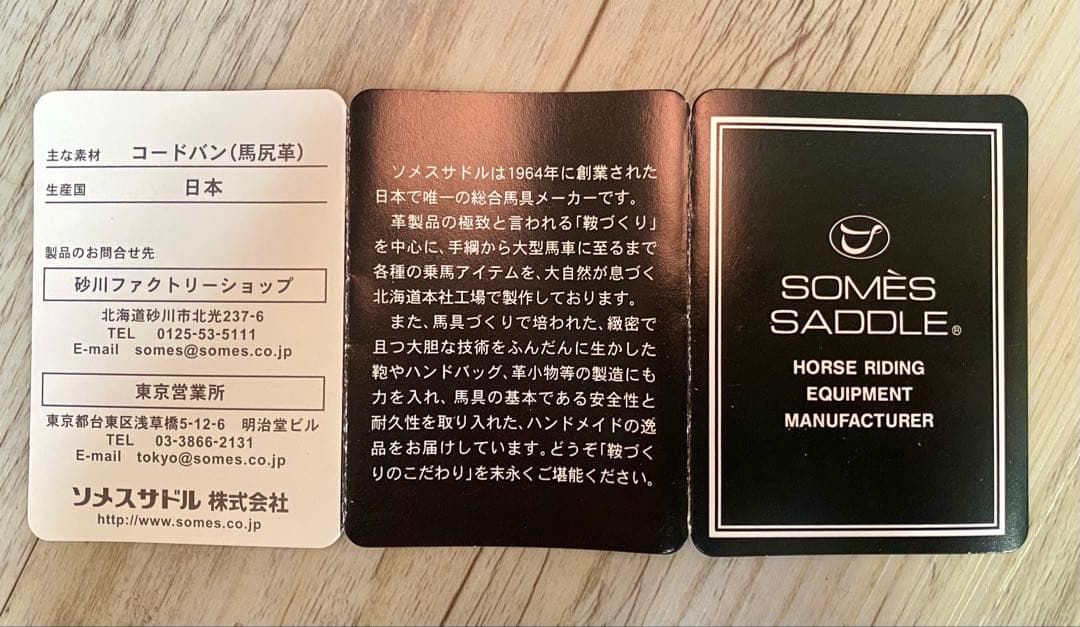 主な素材 コードバン(馬尻革)
生産国 日本
製品のお問合せ先
砂川ファクトリーショップ
北海道砂川市北光237-6
TEL 0125-53-5111
E-mail somes@somes.co.jp
東京営業所
東京都台東区浅草橋5-12-6 明治堂ビル
TEL 03-3866-2131
E-mail tokyo@somes.co.jp
ソメスサドル 株式会社
http://www.somes.co.jp
ソメスサドルは1964年に創業された
日本で唯一の総合馬具メーカーです。
革製品の極致と言われる「鞍づくり」
を中心に、手綱から大型馬車に至るまで
各種の乗馬アイテムを、大自然が息づく
北海道本社工場で製作しております。
また、馬具づくりで培われた、緻密で
且つ大胆な技術をふんだんに生かした
鞄やハンドバッグ、革小物等の製造にも
力を入れ、馬具の基本である安全性と
耐久性を取り入れた、ハンドメイドの逸
品をお届けしています。どうぞ「鞍づく
りのこだわり」を末永くご堪能ください。
SOMÈS
SADDLE®
HORSE RIDING
EQUIPMENT
MANUFACTURER